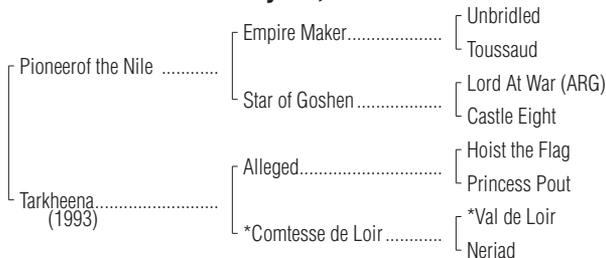 Unbridled
Empire Maker....................
Toussaud
Pioneerof the Nile ............
Lord At War (ARG)
Star of Goshen ..................
Castle Eight
Hoist the Flag
Alleged..............................
Princess Pout
Tarkheena..........................
(1993)
*Val de Loir
*Comtesse de Loir ............
Neriad